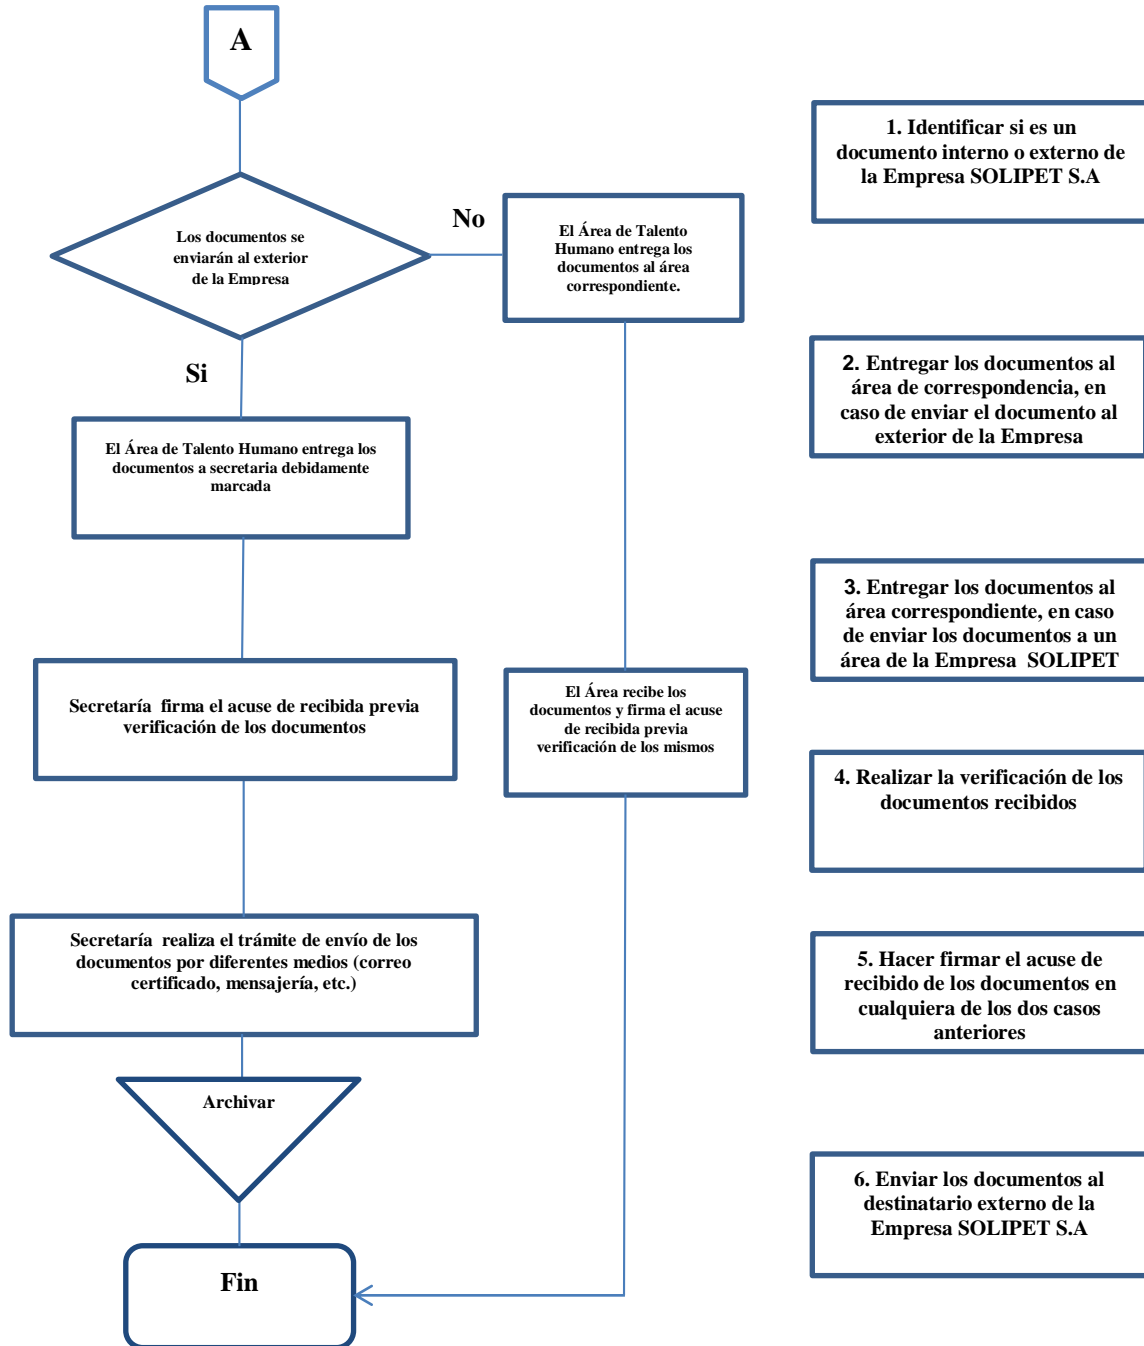 A
Los documentos se
enviarán al exterior
de la Empresa
No
El Área de Talento
Humano entrega los
documentos al área
correspondiente.
Si
El Área de Talento Humano entrega los
documentos a secretaria debidamente
marcada
Secretaría firma el acuse de recibida previa
verificación de los documentos
El Área recibe los
documentos y firma el acuse
de recibida previa
verificación de los mismos
Secretaría realiza el trámite de envío de los
documentos por diferentes medios (correo
certificado, mensajería, etc.)
Archivar
Fin
1. Identificar si es un
documento interno o externo de
la Empresa SOLIPET S.A
2. Entregar los documentos al
área de correspondencia, en
caso de enviar el documento al
exterior de la Empresa
3. Entregar los documentos al
área correspondiente, en caso
de enviar los documentos a un
área de la Empresa SOLIPET
4. Realizar la verificación de los
documentos recibidos
5. Hacer firmar el acuse de
recibido de los documentos en
cualquiera de los dos casos
anteriores
6. Enviar los documentos al
destinatario externo de la
Empresa SOLIPET S.A